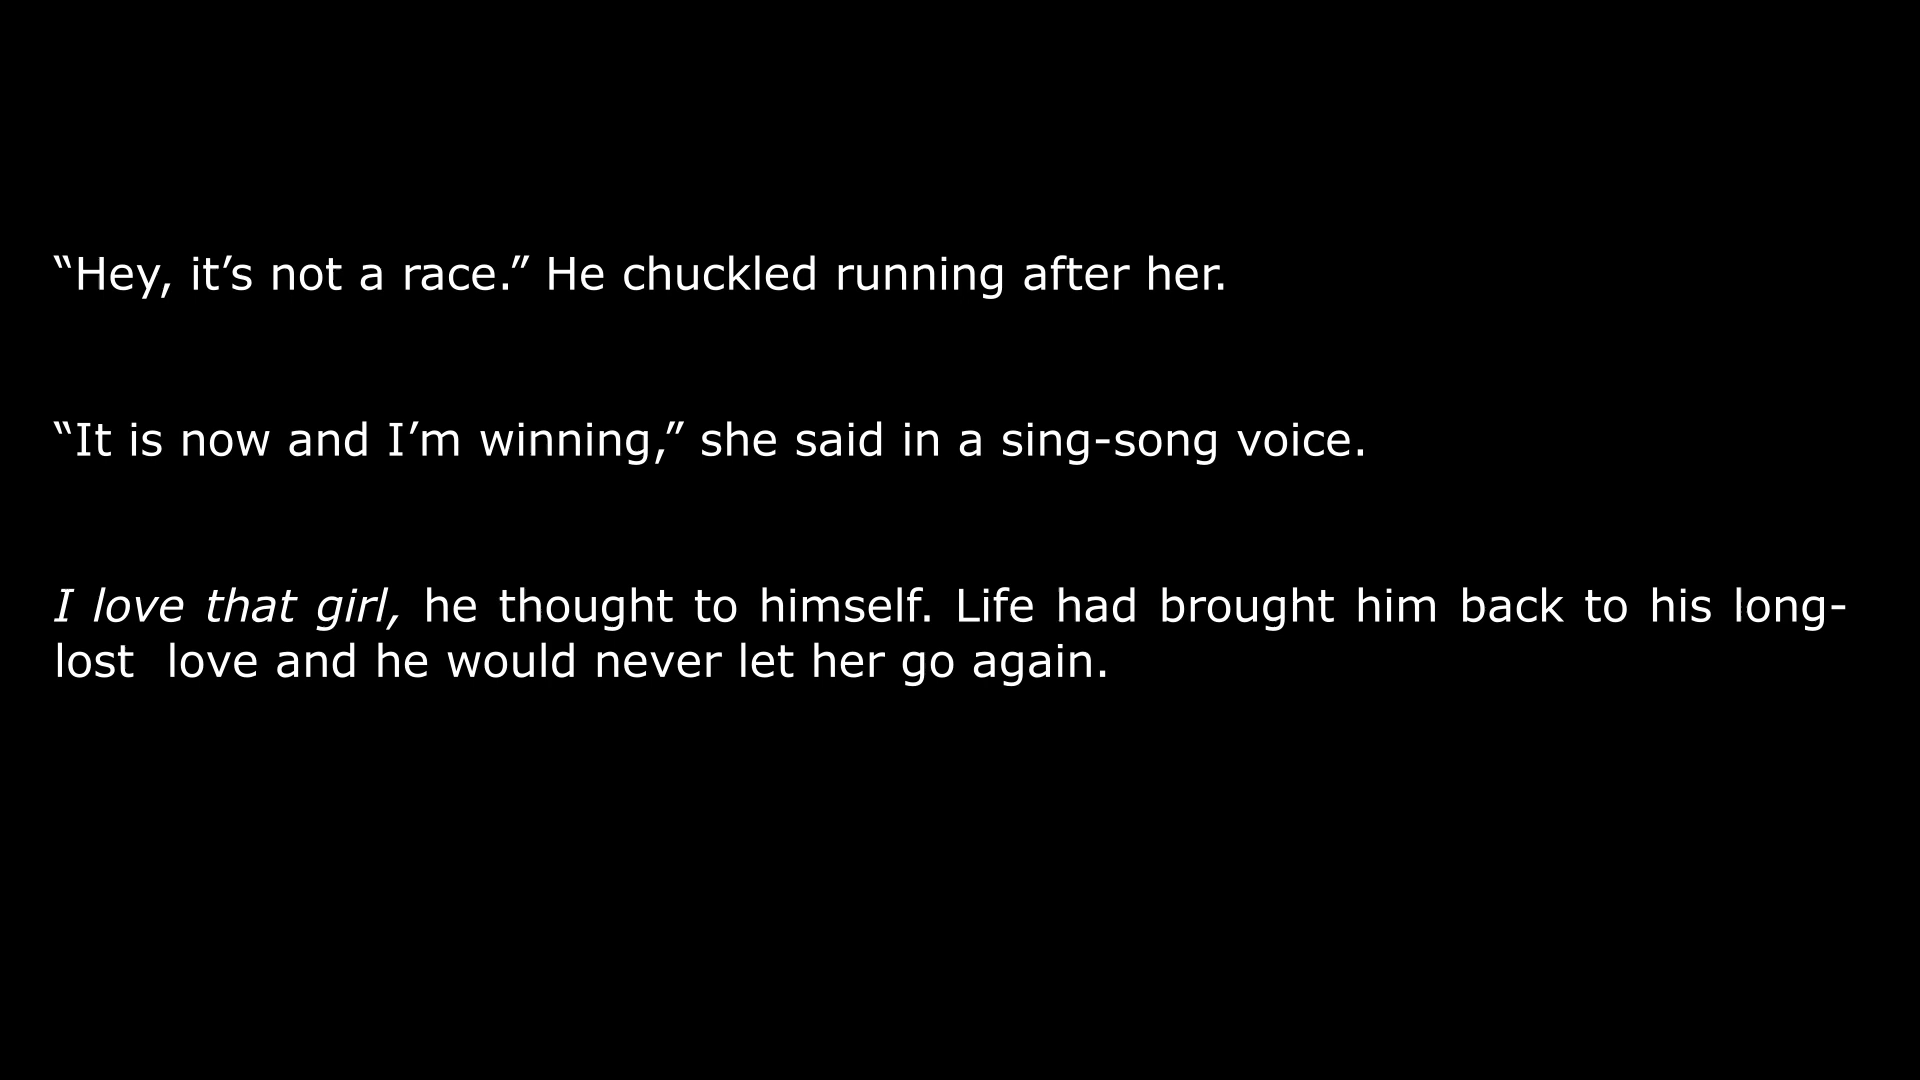 “Hey, it’s not a race.” He chuckled running after her.
“It is now and I’m winning,” she said in a sing-song voice.
I love that girl, he thought to himself. Life had brought him back to his long-
lost  love and he would never let her go again.